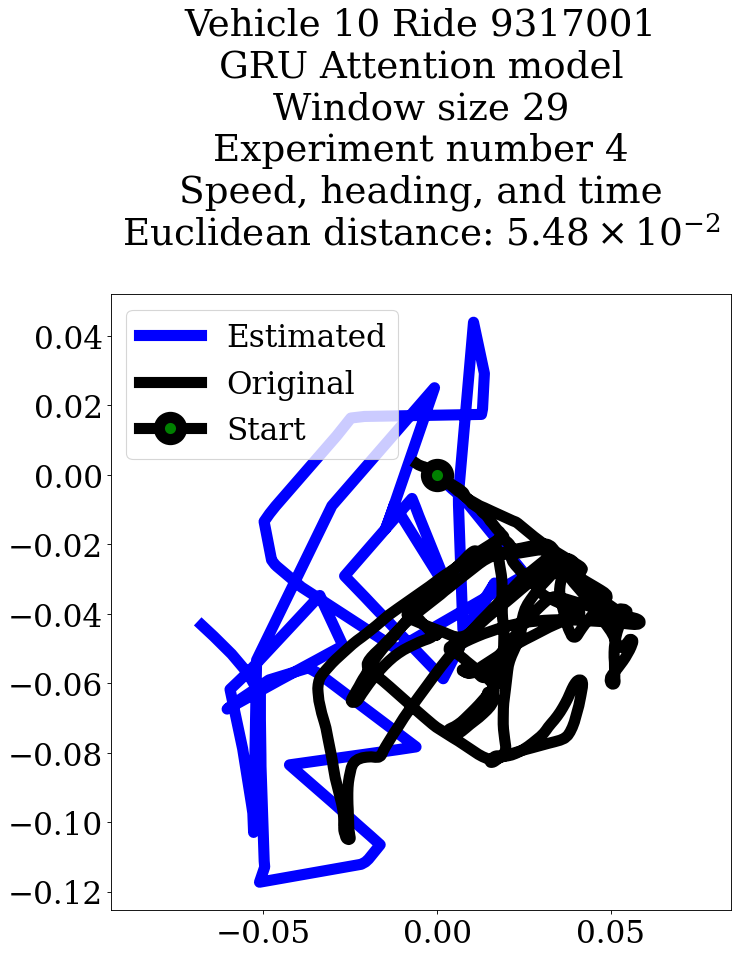 Vehicle 10 Ride 9317001
GRU Attention model
Window size 29
Experiment number 4
Speed, heading, and time
Euclidean distance: 5.48 × 10⁻²
Estimated
Original
Start
0.04
0.02
0.00
−0.02
−0.04
−0.06
−0.08
−0.10
−0.12
−0.05
0.00
0.05